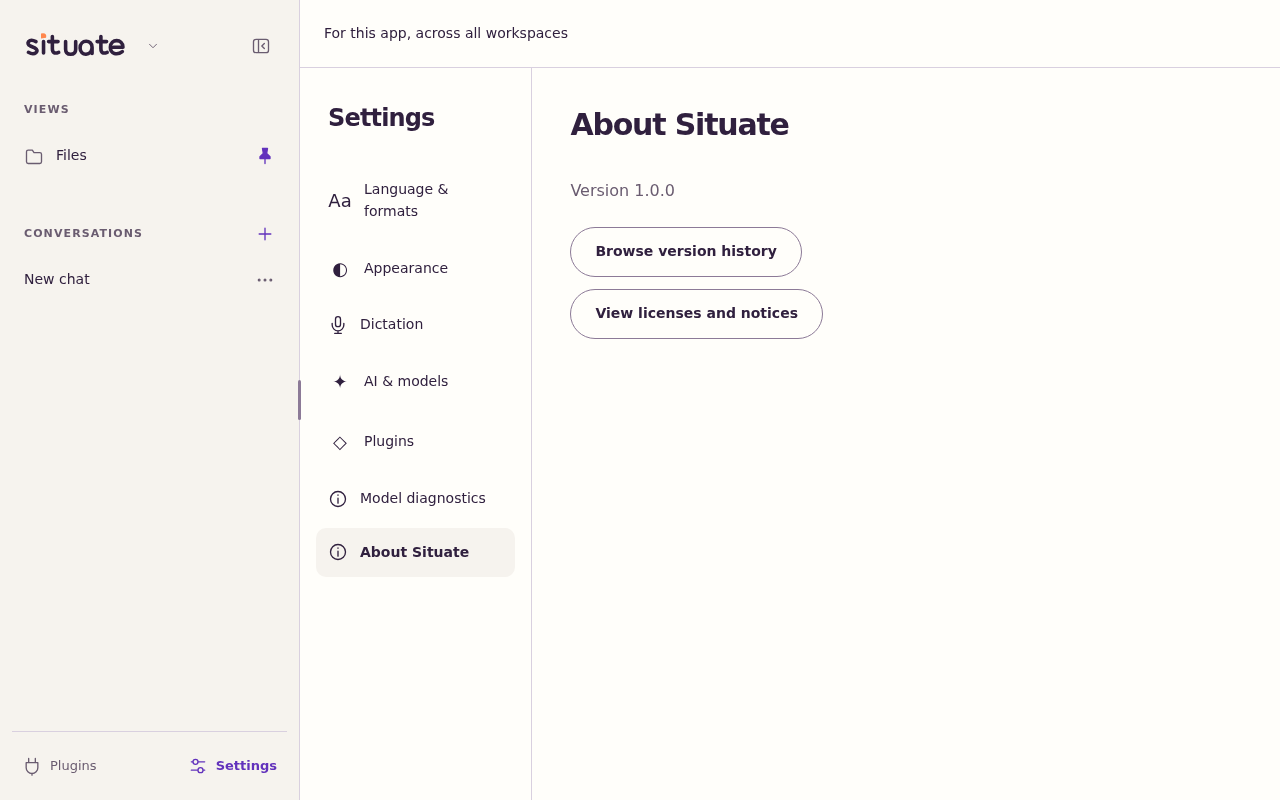 situate
VIEWS
Files
CONVERSATIONS
New chat
Plugins
Settings
For this app, across all workspaces
Settings
Aa
Language &
formats
Appearance
Dictation
AI & models
Plugins
Model diagnostics
About Situate
About Situate
Version 1.0.0
Browse version history
View licenses and notices